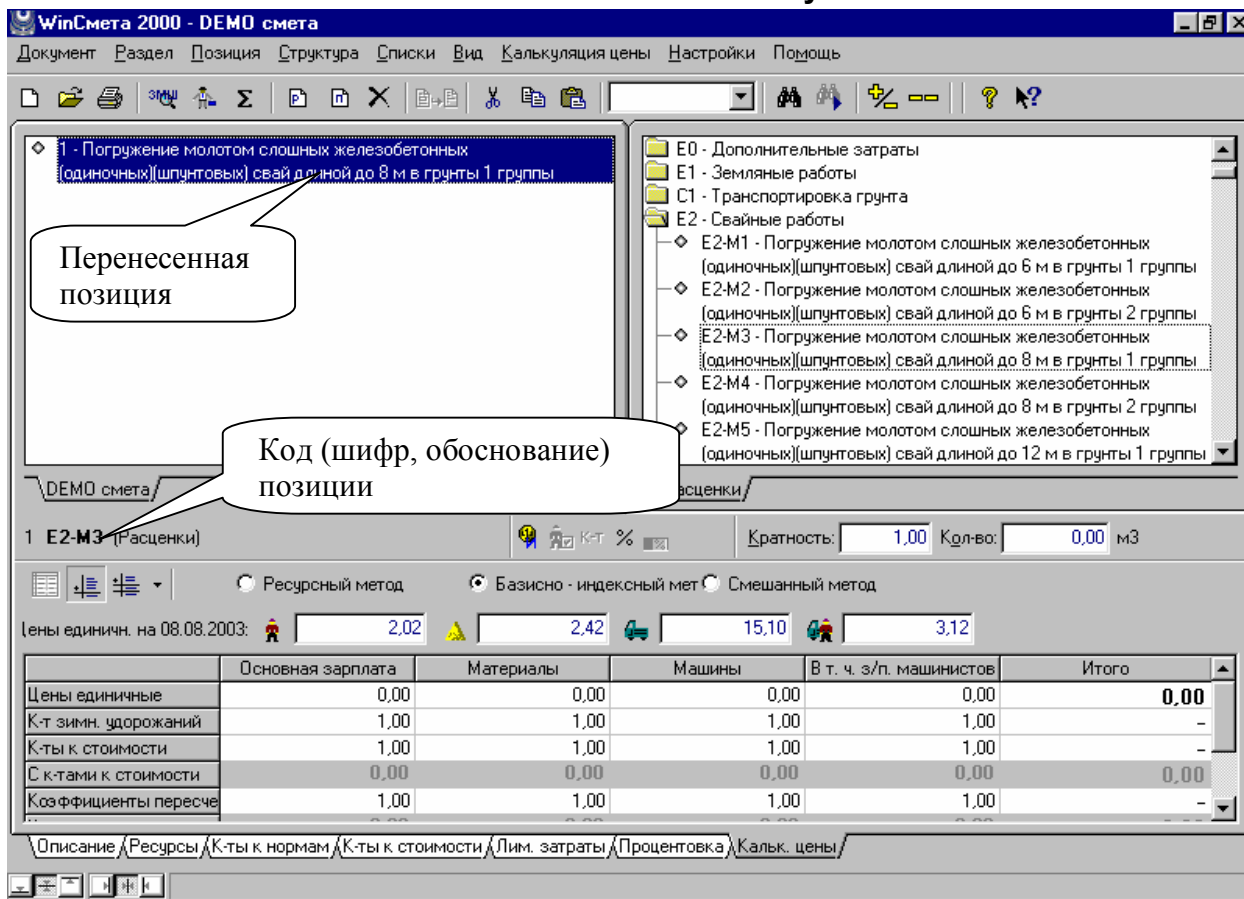 WinСмета 2000 - DEMO смета
Документ Раздел Позиция Структура Списки Вид Калькуляция цены Настройки Помощь
1 - Погружение молотом слошных железобетонных
(одиночных)(шпунтовых) свай длиной до 8 м в грунты 1 группы
Перенесенная
позиция
E0 - Дополнительные затраты
E1 - Земляные работы
C1 - Транспортировка грунта
E2 - Свайные работы
E2-M1 - Погружение молотом слошных железобетонных
(одиночных)(шпунтовых) свай длиной до 6 м в грунты 1 группы
E2-M2 - Погружение молотом слошных железобетонных
(одиночных)(шпунтовых) свай длиной до 6 м в грунты 2 группы
E2-M3 - Погружение молотом слошных железобетонных
(одиночных)(шпунтовых) свай длиной до 8 м в грунты 1 группы
E2-M4 - Погружение молотом слошных железобетонных
(одиночных)(шпунтовых) свай длиной до 8 м в грунты 2 группы
E2-M5 - Погружение молотом слошных железобетонных
(одиночных)(шпунтовых) свай длиной до 12 м в грунты 1 группы
Код (шифр, обоснование)
позиции
DEMO смета асценки
1 E2-M3 (Расценки) К-т % Кратность: 1,00 Кол-во: 0,00 м3
Ресурсный метод Базисно - индексный мет Смешанный метод
Цены единичн. на 08.08.2003: 2,02 2,42 15,10 3,12
Основная зарплата Материалы Машины В т. ч. з/п. машинистов Итого
Цены единичные 0,00 0,00 0,00 0,00 0,00
К-т зимн. удорожаний 1,00 1,00 1,00 1,00 –
К-ты к стоимости 1,00 1,00 1,00 1,00 –
С к-тами к стоимости 0,00 0,00 0,00 0,00 0,00
Коэффициенты пересче 1,00 1,00 1,00 1,00 –
Описание Ресурсы К-ты к нормам К-ты к стоимости Лим. затраты Процентовка Кальк. цены